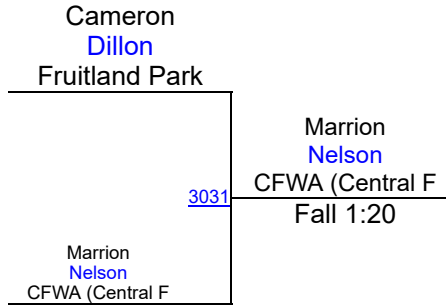 Cameron
Dillon
Fruitland Park
Marrion
Nelson
CFWA (Central F
3031
Fall 1:20
Marrion
Nelson
CFWA (Central F